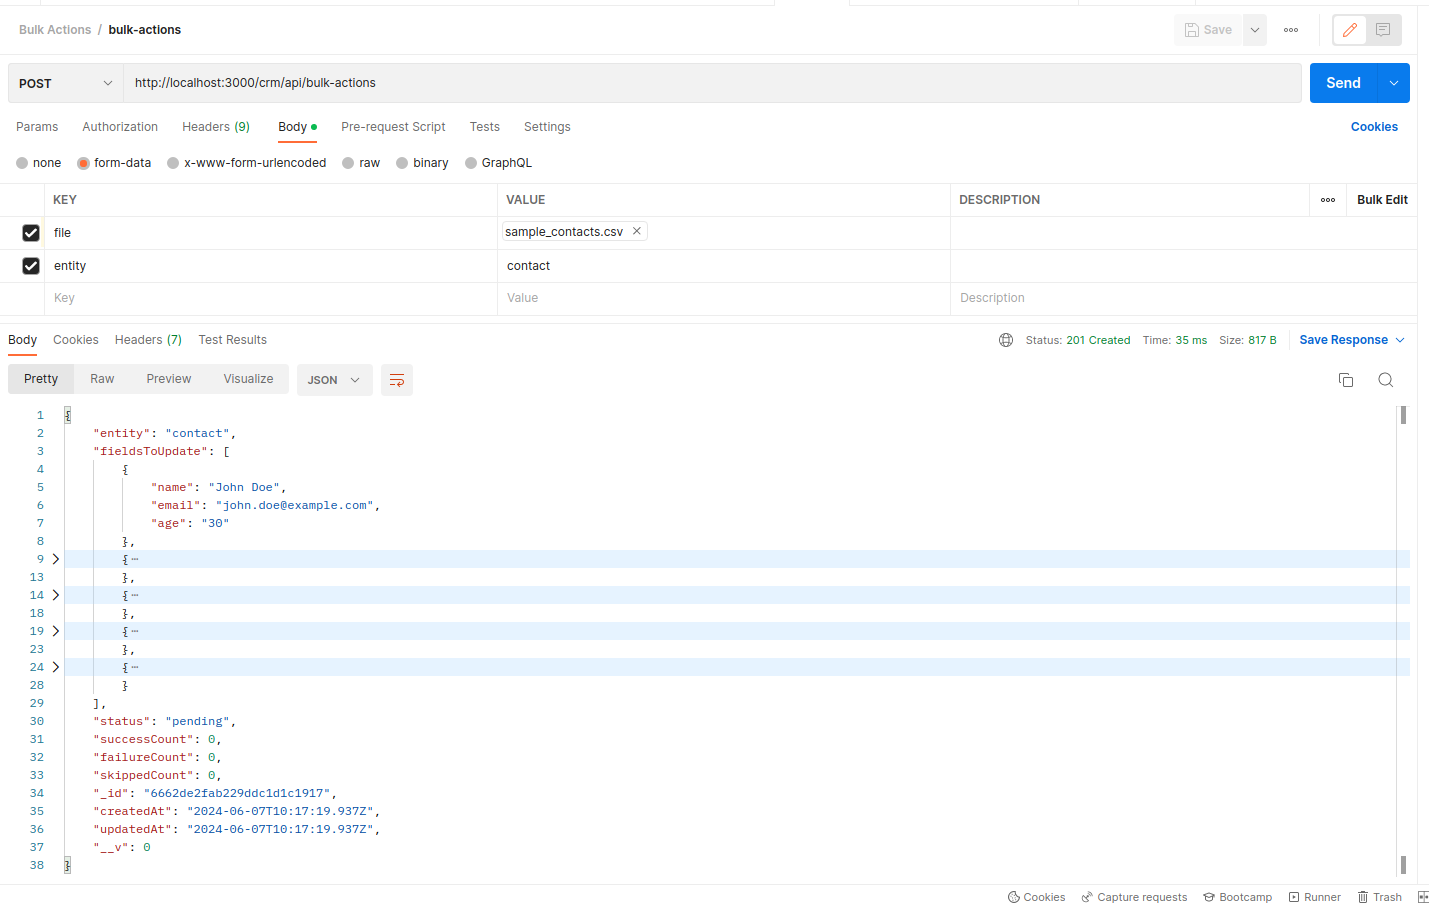 Bulk Actions / bulk-actions
Save
POST
http://localhost:3000/crm/api/bulk-actions
Send
Params Authorization Headers (9) Body Pre-request Script Tests Settings Cookies
none form-data x-www-form-urlencoded raw binary GraphQL
KEY VALUE DESCRIPTION Bulk Edit
file sample_contacts.csv
entity contact
Key Value Description
Body Cookies Headers (7) Test Results Status: 201 Created Time: 35 ms Size: 817 B Save Response
Pretty Raw Preview Visualize JSON
1 {
2 "entity": "contact",
3 "fieldsToUpdate": [
4 {
5 "name": "John Doe",
6 "email": "john.doe@example.com",
7 "age": "30"
8 },
9 { ⋯
13 },
14 { ⋯
18 },
19 { ⋯
23 },
24 { ⋯
28 }
29 ],
30 "status": "pending",
31 "successCount": 0,
32 "failureCount": 0,
33 "skippedCount": 0,
34 "_id": "6662de2fab229ddc1d1c1917",
35 "createdAt": "2024-06-07T10:17:19.937Z",
36 "updatedAt": "2024-06-07T10:17:19.937Z",
37 "__v": 0
38 }
Cookies Capture requests Bootcamp Runner Trash